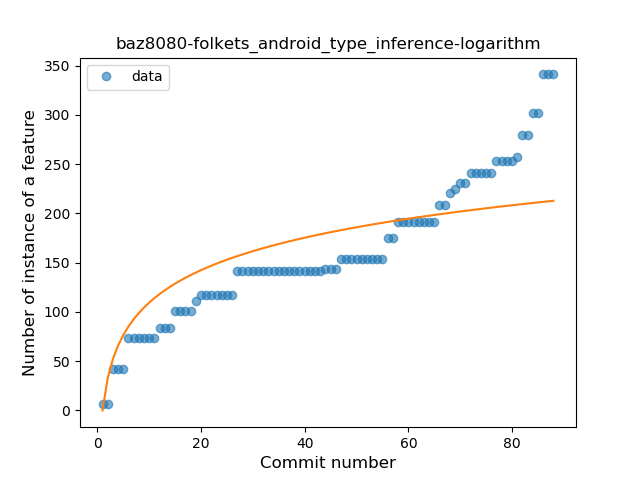 baz8080-folkets_android_type_inference-logarithm
data
Number of instance of a feature
350
300
250
200
150
100
50
0
0 20 40 60 80
Commit number